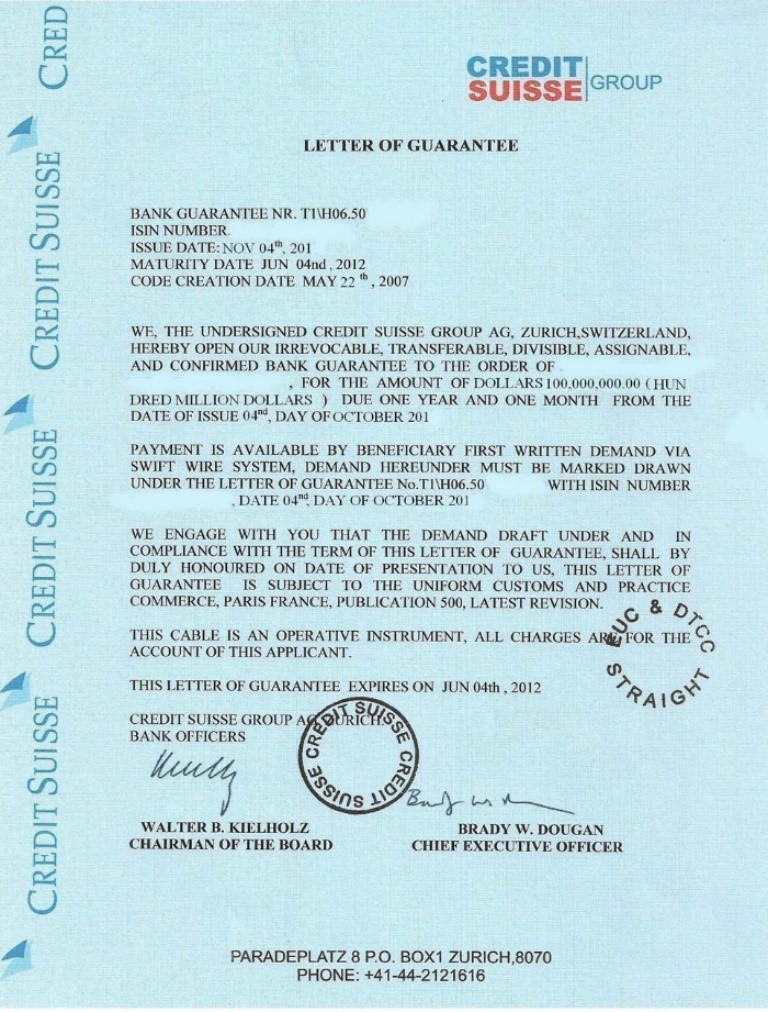 CREDIT
SUISSE GROUP
LETTER OF GUARANTEE
BANK GUARANTEE NR. T1\H06.50
ISIN NUMBER
ISSUE DATE: NOV 04th, 201
MATURITY DATE JUN 04nd , 2012
CODE CREATION DATE MAY 22 th , 2007
WE, THE UNDERSIGNED CREDIT SUISSE GROUP AG, ZURICH,SWITZERLAND,
HEREBY OPEN OUR IRREVOCABLE, TRANSFERABLE, DIVISIBLE, ASSIGNABLE,
AND CONFIRMED BANK GUARANTEE TO THE ORDER OF
, FOR THE AMOUNT OF DOLLARS 100,000,000.00 ( HUN
DRED MILLION DOLLARS ) DUE ONE YEAR AND ONE MONTH FROM THE
DATE OF ISSUE 04nd, DAY OF OCTOBER 201
PAYMENT IS AVAILABLE BY BENEFICIARY FIRST WRITTEN DEMAND VIA
SWIFT WIRE SYSTEM, DEMAND HEREUNDER MUST BE MARKED DRAWN
UNDER THE LETTER OF GUARANTEE No.T1\H06.50 WITH ISIN NUMBER
, DATE 04nd, DAY OF OCTOBER 201
WE ENGAGE WITH YOU THAT THE DEMAND DRAFT UNDER AND IN
COMPLIANCE WITH THE TERM OF THIS LETTER OF GUARANTEE, SHALL BY
DULY HONOURED ON DATE OF PRESENTATION TO US, THIS LETTER OF
GUARANTEE IS SUBJECT TO THE UNIFORM CUSTOMS AND PRACTICE
COMMERCE, PARIS FRANCE, PUBLICATION 500, LATEST REVISION.
THIS CABLE IS AN OPERATIVE INSTRUMENT, ALL CHARGES ARE FOR THE
ACCOUNT OF THIS APPLICANT.
EUC & DTCC
STRAIGHT
THIS LETTER OF GUARANTEE EXPIRES ON JUN 04th , 2012
CREDIT SUISSE GROUP AG, ZURICH
BANK OFFICERS
CREDIT SUISSE CREDIT SUISSE
WALTER B. KIELHOLZ
CHAIRMAN OF THE BOARD
BRADY W. DOUGAN
CHIEF EXECUTIVE OFFICER
PARADEPLATZ 8 P.O. BOX1 ZURICH,8070
PHONE: +41-44-2121616
CREDIT SUISSE
CREDIT SUISSE
CREDIT SUISSE
CRED